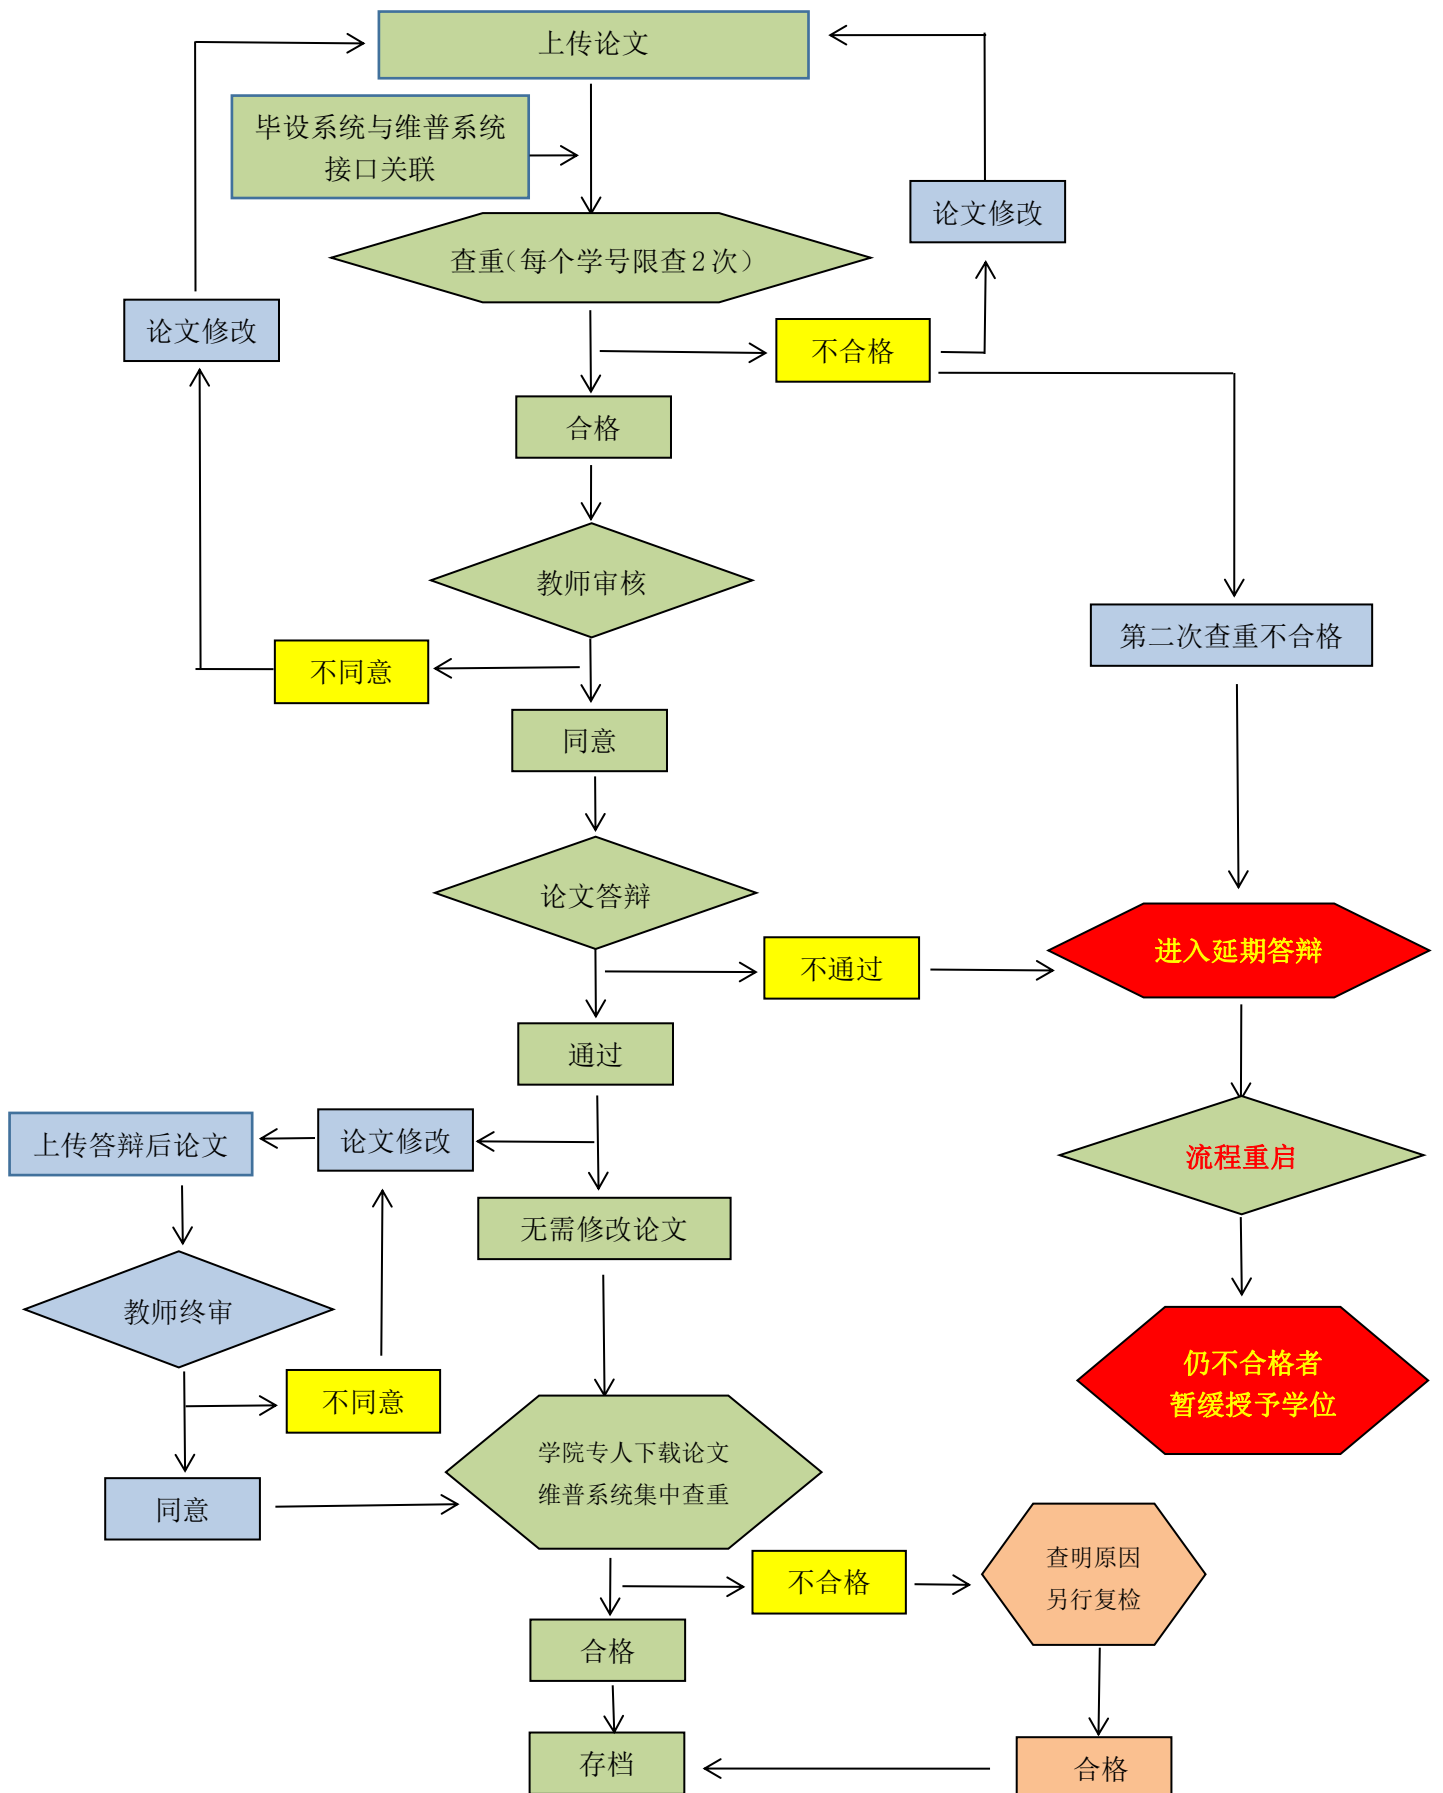 上传论文
毕设系统与维普系统
接口关联
论文修改
查重（每个学号限查2次）
论文修改
不合格
合格
教师审核
第二次查重不合格
不同意
同意
论文答辩
进入延期答辩
不通过
通过
上传答辩后论文
论文修改
流程重启
无需修改论文
教师终审
仍不合格者
暂缓授予学位
不同意
学院专人下载论文
维普系统集中查重
同意
查明原因
另行复检
不合格
合格
存档
合格